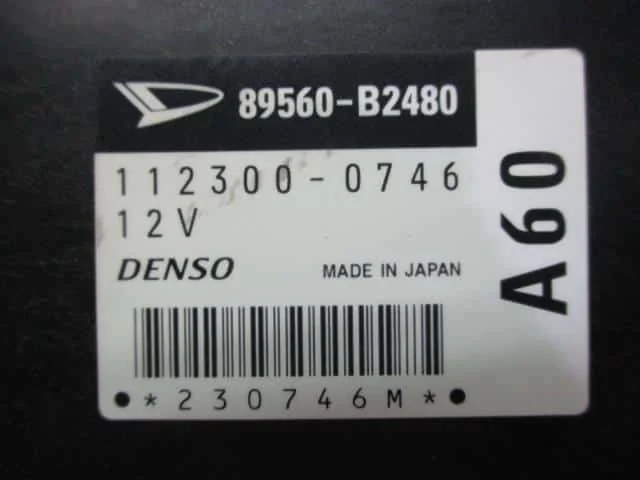 89560-B2480
112300-0746
12V
DENSO
MADE IN JAPAN
*230746M*
A60